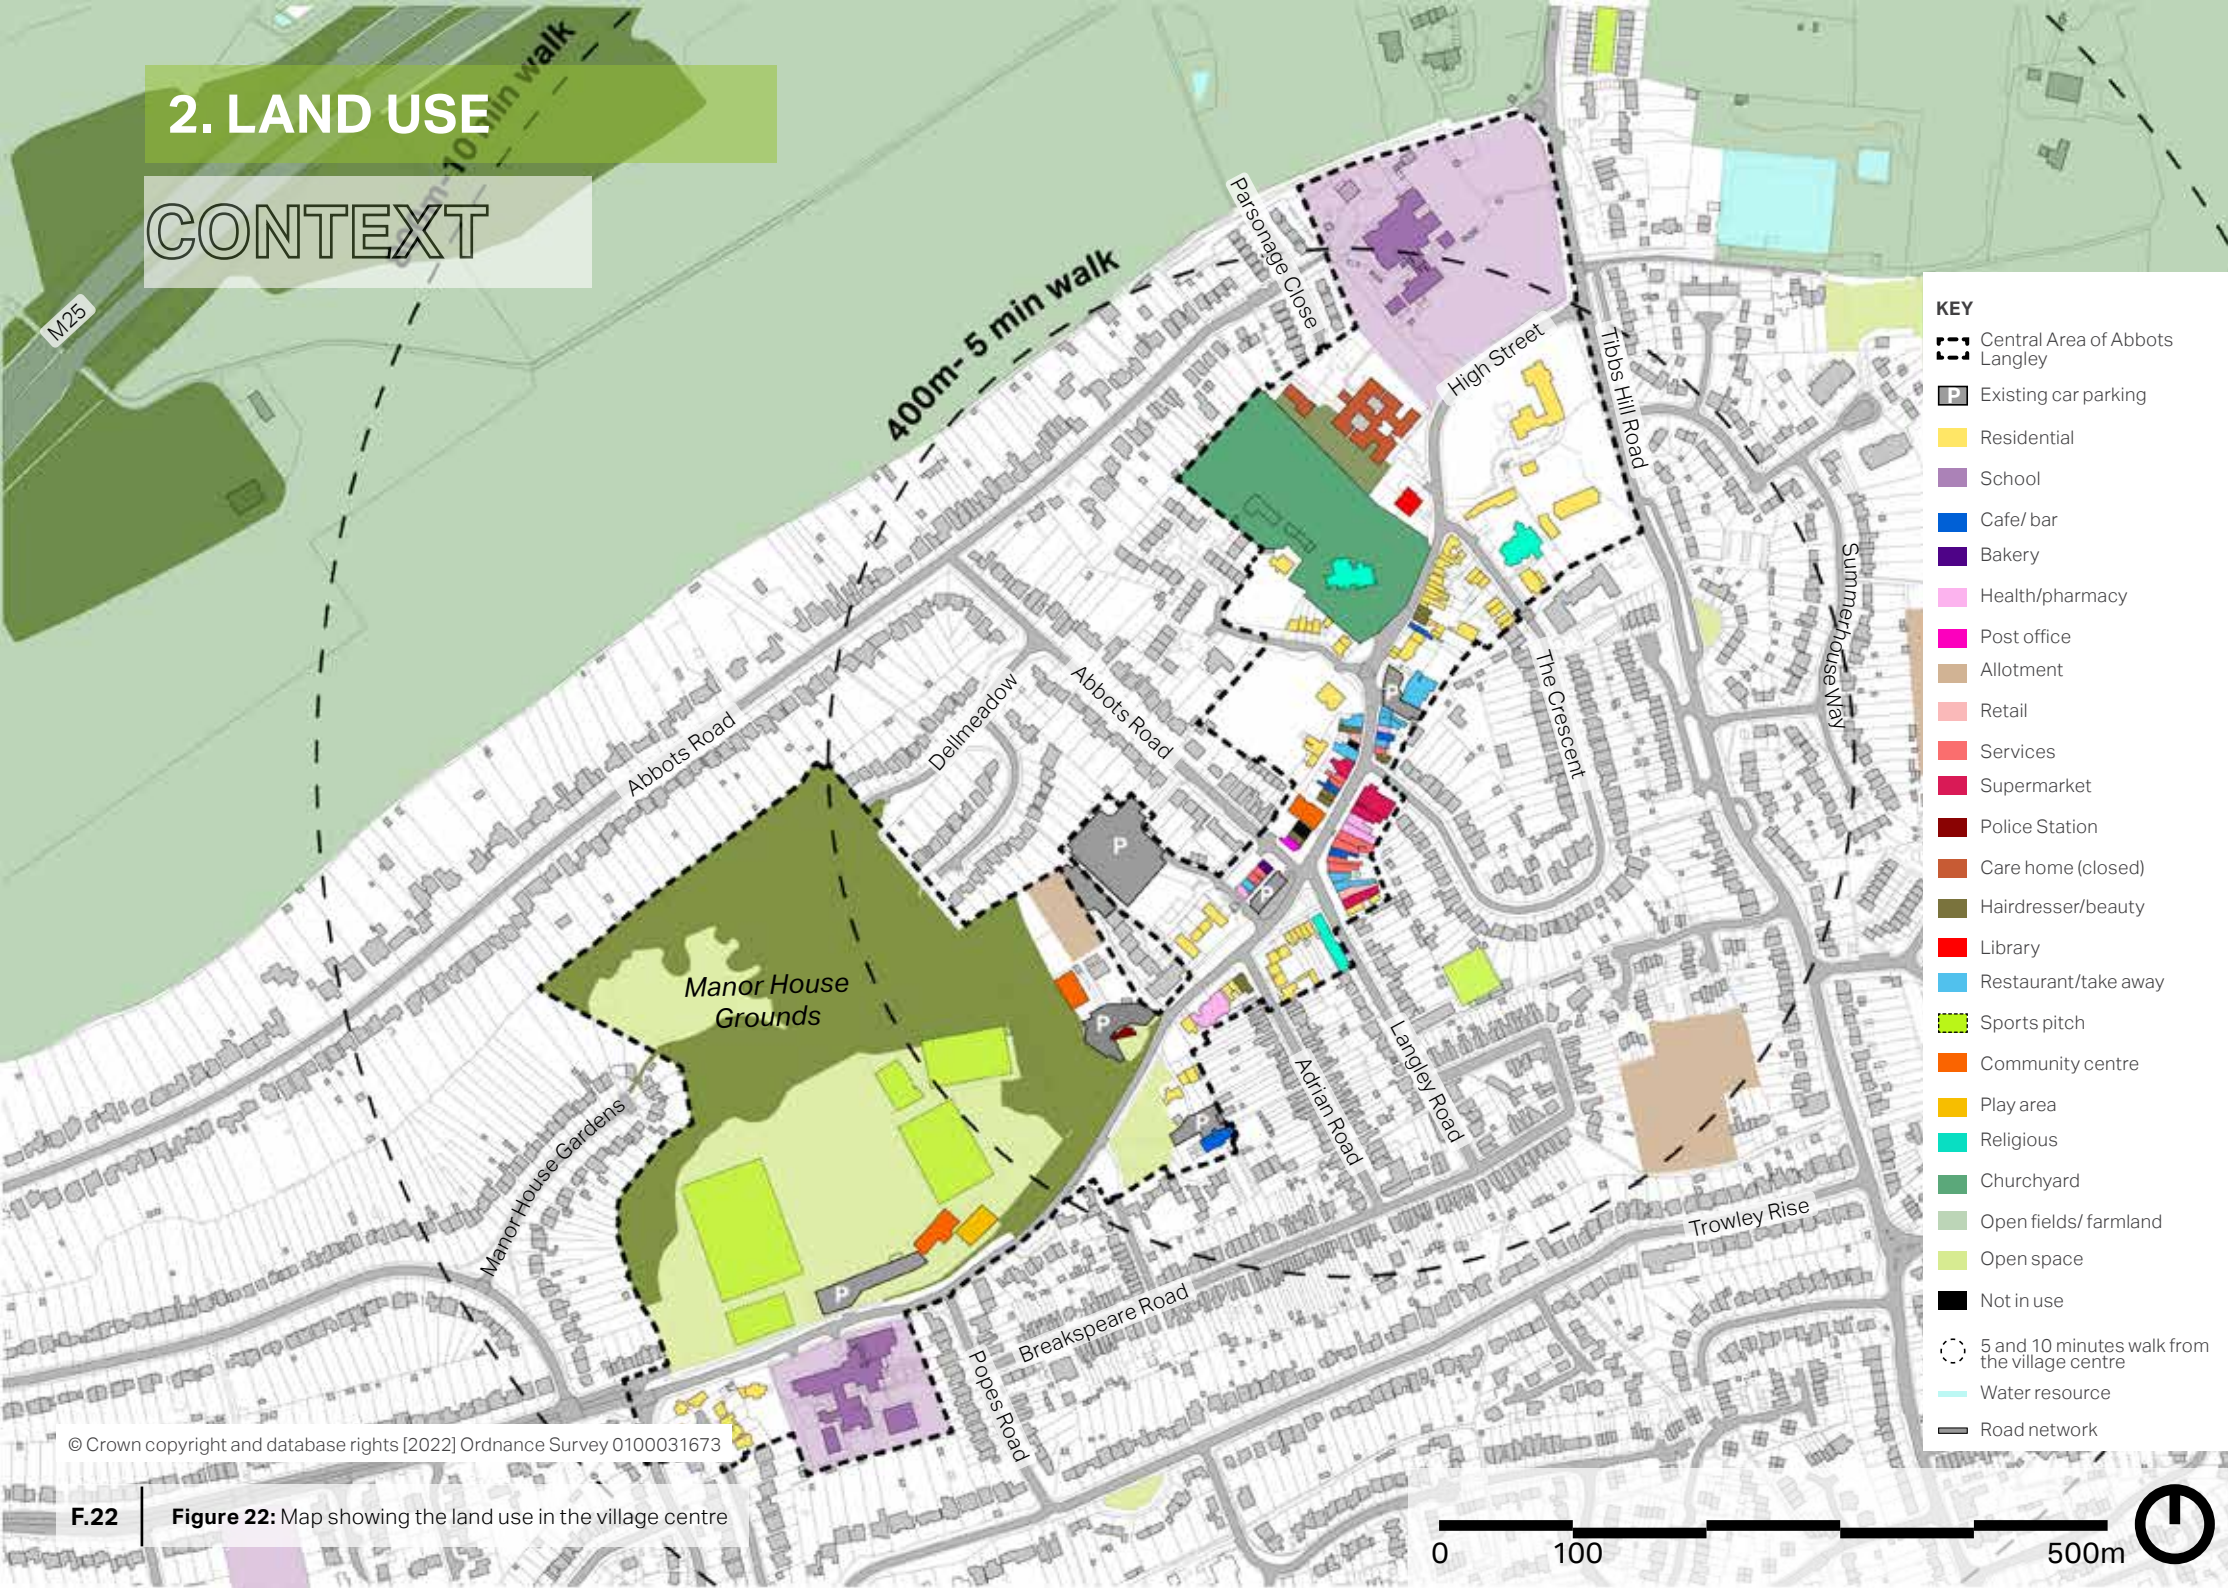 2. LAND USE
CONTEXT
M25
400m- 5 min walk
10 min walk
Parsonage Close
High Street
Tibbs Hill Road
Summerhouse Way
The Crescent
Abbots Road
Dellmeadow
Abbots Road
Manor House
Grounds
Manor House Gardens
Adrian Road
Langley Road
Trowley Rise
Breakspeare Road
Popes Road
P
P
P
P
P
P
KEY
Central Area of Abbots
Langley
P
Existing car parking
Residential
School
Cafe/ bar
Bakery
Health/pharmacy
Post office
Allotment
Retail
Services
Supermarket
Police Station
Care home (closed)
Hairdresser/beauty
Library
Restaurant/take away
Sports pitch
Community centre
Play area
Religious
Churchyard
Open fields/ farmland
Open space
Not in use
5 and 10 minutes walk from
the village centre
Water resource
Road network
© Crown copyright and database rights [2022] Ordnance Survey 0100031673
F.22
Figure 22: Map showing the land use in the village centre
0 100 500m